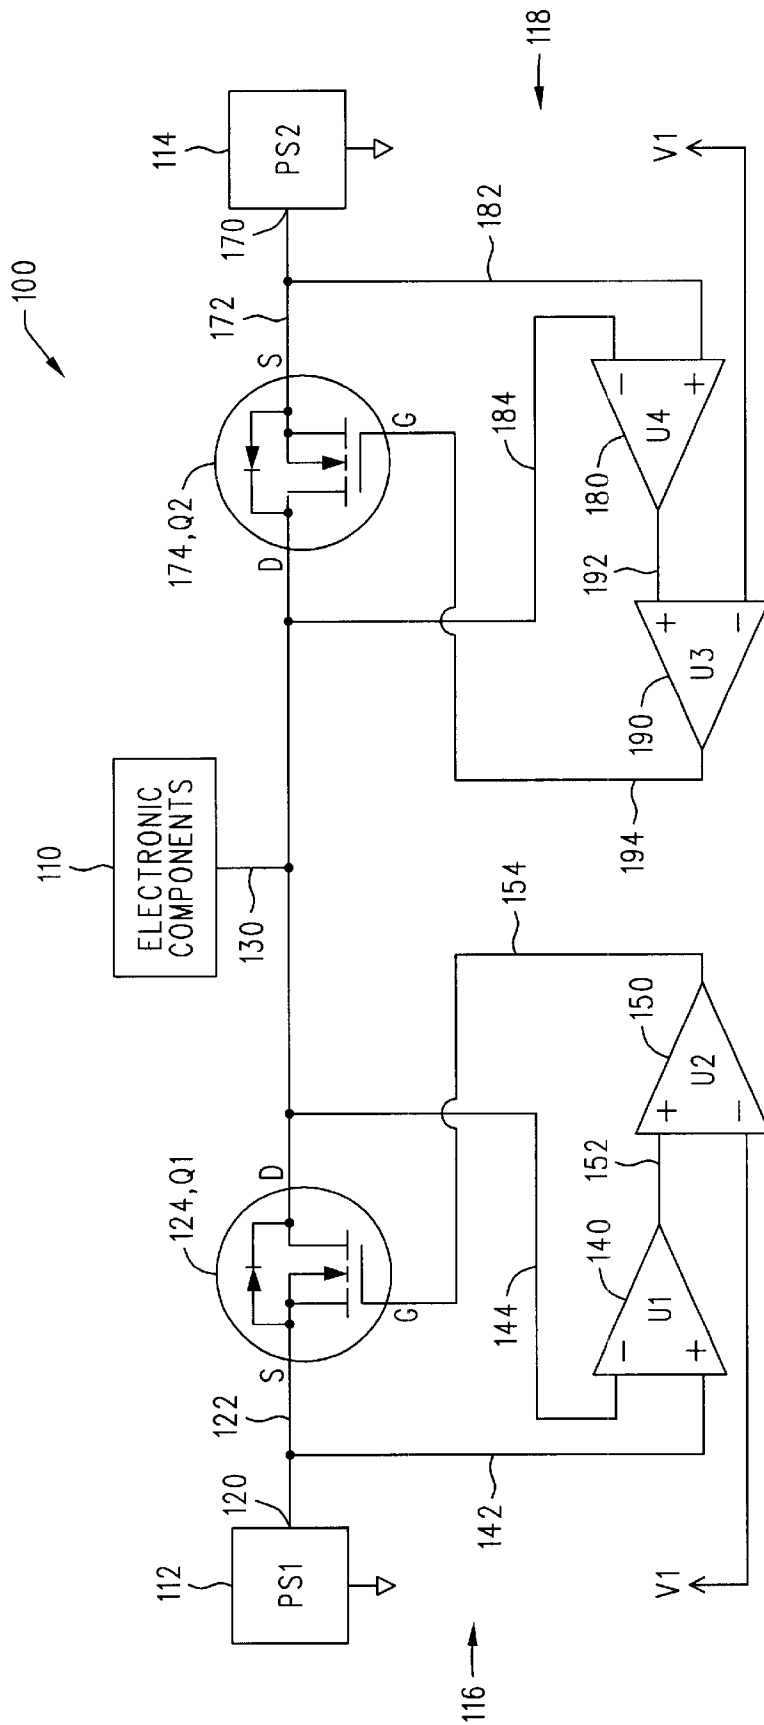 100
110
ELECTRONIC
COMPONENTS
130
112
PS1
120
122
S
124,Q1
D
G
174,Q2
D
S
G
172
170
114
PS2
118
116
142
144
140
U1
−
+
152
150
U2
+
−
154
V1
194
190
U3
+
−
192
180
U4
−
+
184
182
V1